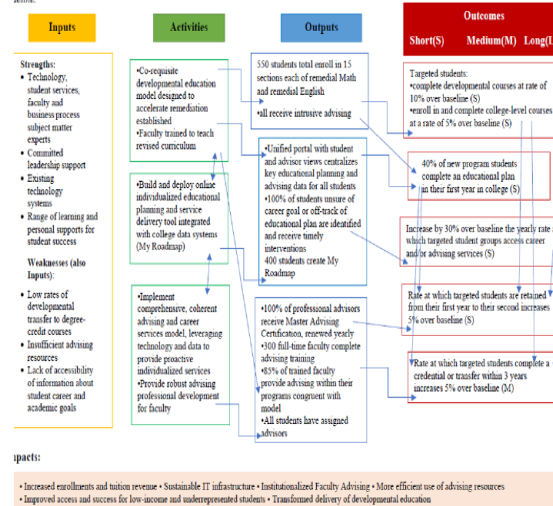 Inputs
Activities
Outputs
Outcomes
Short(S) Medium(M) Long(L
Strengths:
• Technology,
student services,
faculty and
business process
subject matter
experts
• Committed
leadership support
• Existing
technology
systems
• Range of learning and
personal supports for
student success
Weaknesses (also
Inputs):
• Low rates of
developmental
transfer to degree-
credit courses
• Insufficient advising
resources
• Lack of accessibility
of information about
student career and
academic goals
•Co-requisite
developmental education
model designed to
accelerate remediation
established
•Faculty trained to teach
revised curriculum
•Build and deploy online
individualized educational
planning and service
delivery tool integrated
with college data systems
(My Roadmap)
•Implement
comprehensive, coherent
advising and career
services model, leveraging
technology and data to
provide proactive
individualized services
•Provide robust advising
professional development
for faculty
550 students total enroll in 15
sections each of remedial Math
and remedial English
•all receive intrusive advising
•Unified portal with student
and advisor views centralizes
key educational planning and
advising data for all students
•100% of students unsure of
career goal or off-track of
educational plan are identified
and receive timely
interventions
400 students create My
Roadmap
•100% of professional advisors
receive Master Advising
Certification, renewed yearly
•300 full-time faculty complete
advising training
•85% of trained faculty
provide advising within their
programs congruent with
model
•All students have assigned
advisors
Targeted students:
•complete developmental courses at rate of
10% over baseline (S)
•enroll in and complete college-level courses
at a rate of 5% over baseline (S)
40% of new program students
complete an educational plan
in their first year in college (S)
Increase by 30% over baseline the yearly rate
which targeted student groups access career
and/or advising services (S)
Rate at which targeted students are retained
from their first year to their second increases
5% over baseline (S)
Rate at which targeted students complete a
credential or transfer within 3 years
increases 5% over baseline (M)
pacts:
• Increased enrollments and tuition revenue • Sustainable IT infrastructure • Institutionalized Faculty Advising • More efficient use of advising resources
• Improved access and success for low-income and underrepresented students • Transformed delivery of developmental education